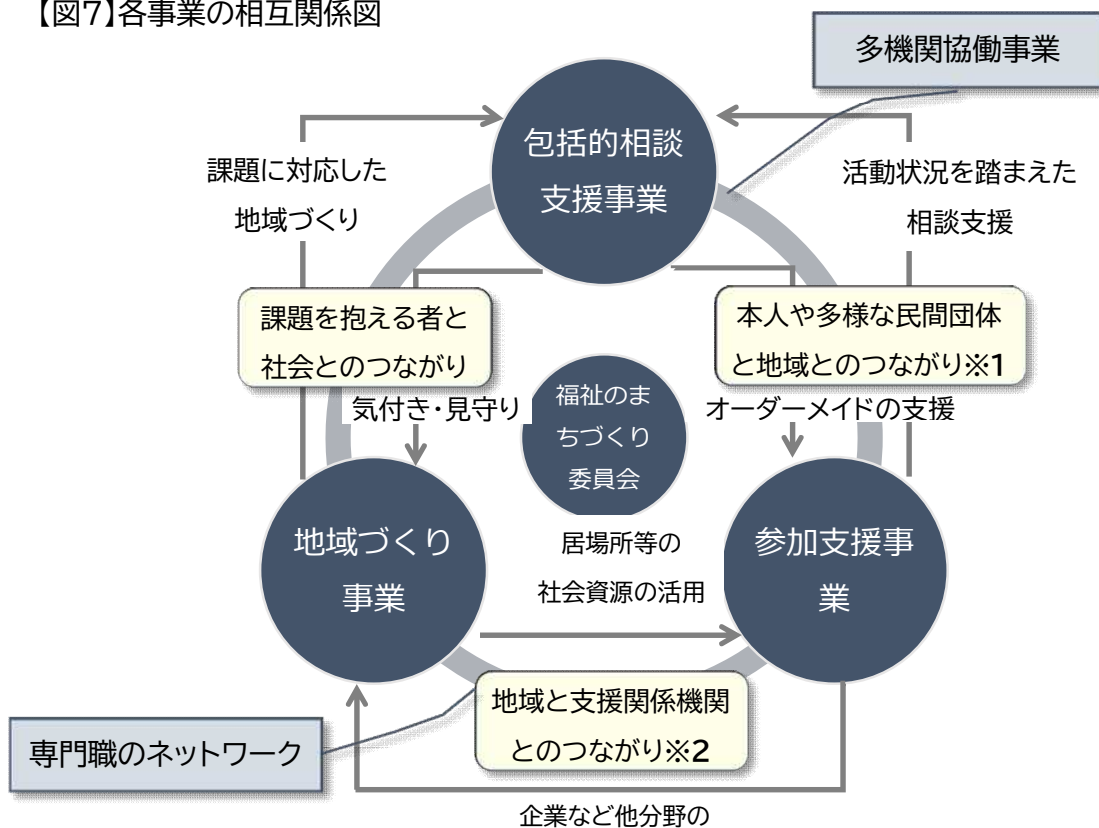 【図7】各事業の相互関係図
多機関協働事業
包括的相談
支援事業
課題に対応した
地域づくり
活動状況を踏まえた
相談支援
課題を抱える者と
社会とのつながり
本人や多様な民間団体
と地域とのつながり※1
気付き・見守り
オーダーメイドの支援
福祉のま
ちづくり
委員会
地域づくり
事業
居場所等の
社会資源の活用
参加支援事
業
地域と支援関係機関
とのつながり※2
専門職のネットワーク
企業など他分野の